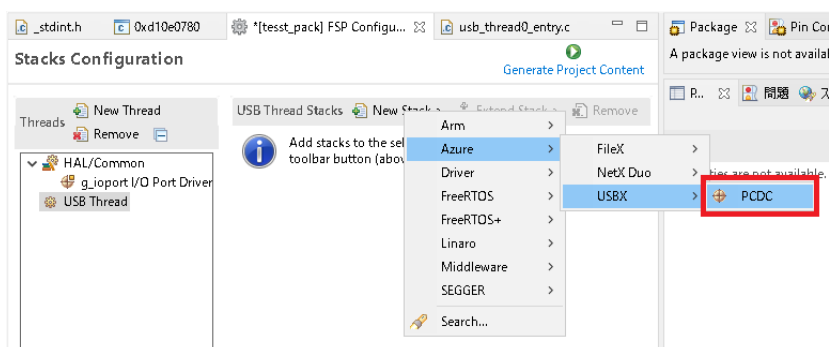 _stdint.h
0xd10e0780
*[tesst_pack] FSP Configu...
usb_thread0_entry.c
Package
Pin Con
Stacks Configuration
Generate Project Content
A package view is not availab
P..
問題
ス
Threads
New Thread
Remove
USB Thread Stacks
New Stack >
Extend Stack >
Remove
HAL/Common
g_ioport I/O Port Driver
USB Thread
Add stacks to the sel
toolbar button (abov
Arm
Azure
Driver
FreeRTOS
FreeRTOS+
Linaro
Middleware
SEGGER
Search...
FileX
NetX Duo
USBX
ties are not available.
PCDC